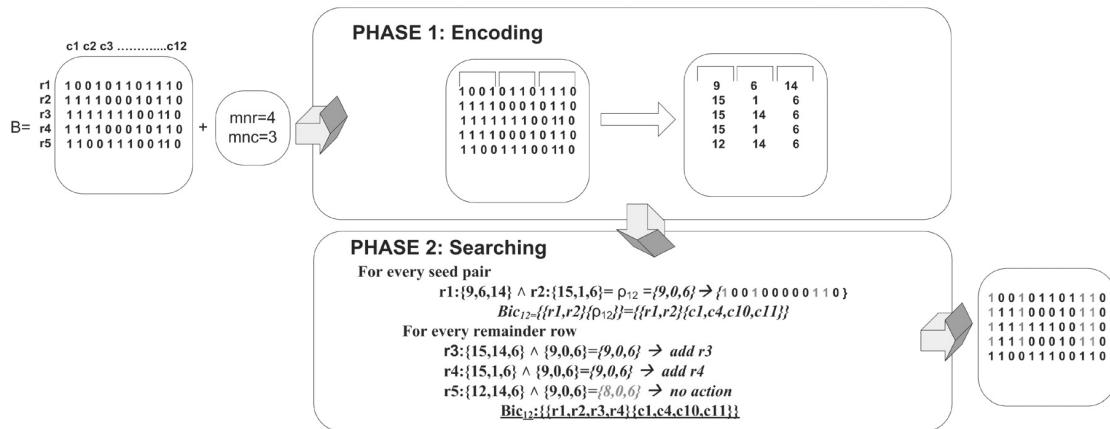 c1 c2 c3 ..............c12
B=
r1 1 0 0 1 0 1 1 0 1 1 1 0
r2 1 1 1 1 0 0 0 1 0 1 1 0
r3 1 1 1 1 1 1 1 0 0 1 1 0
r4 1 1 1 1 0 0 0 1 0 1 1 0
r5 1 1 0 0 1 1 1 0 0 1 1 0
+
mnr=4
mnc=3
PHASE 1: Encoding
1 0 0 1 0 1 1 0 1 1 1 0
1 1 1 1 0 0 0 1 0 1 1 0
1 1 1 1 1 1 1 0 0 1 1 0
1 1 1 1 0 0 0 1 0 1 1 0
1 1 0 0 1 1 1 0 0 1 1 0
9 6 14
15 1 6
15 14 6
15 1 6
12 14 6
PHASE 2: Searching
For every seed pair
r1:{9,6,14} ∧ r2:{15,1,6}= ρ12 ={9,0,6}→ {1 0 0 1 0 0 0 0 0 1 1 0 }
Bic12={{r1,r2}{ρ12}}={{r1,r2}{c1,c4,c10,c11}}
For every remainder row
r3:{15,14,6} ∧ {9,0,6}={9,0,6} → add r3
r4:{15,1,6} ∧ {9,0,6}={9,0,6} → add r4
r5:{12,14,6} ∧ {9,0,6}={8,0,6} → no action
Bic12:{{r1,r2,r3,r4}{c1,c4,c10,c11}}
1 0 0 1 0 1 1 0 1 1 1 0
1 1 1 1 0 0 0 1 0 1 1 0
1 1 1 1 1 1 1 0 0 1 1 0
1 1 1 1 0 0 0 1 0 1 1 0
1 1 0 0 1 1 1 0 0 1 1 0